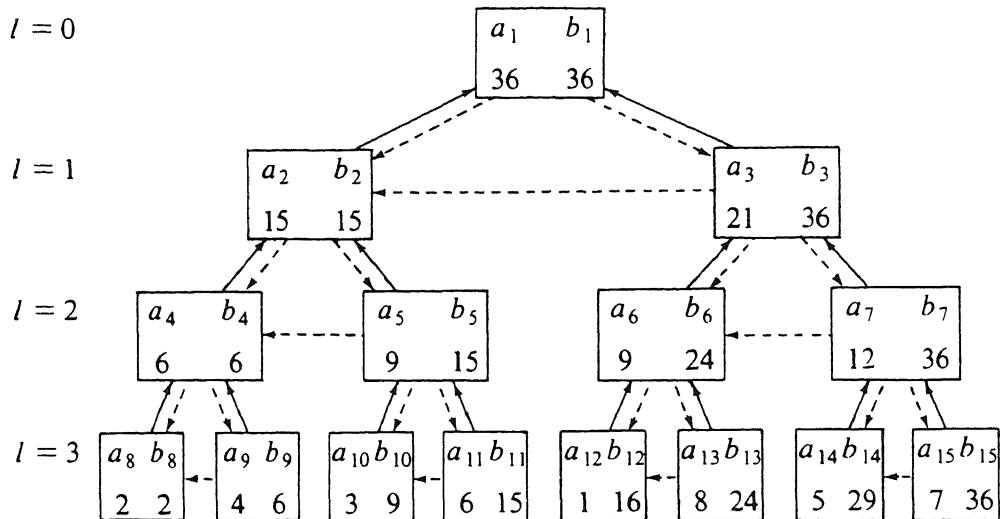 l = 0
a₁ b₁
36 36
l = 1
a₂ b₂
15 15
a₃ b₃
21 36
l = 2
a₄ b₄
6 6
a₅ b₅
9 15
a₆ b₆
9 24
a₇ b₇
12 36
l = 3
a₈ b₈
2 2
a₉ b₉
4 6
a₁₀ b₁₀
3 9
a₁₁ b₁₁
6 15
a₁₂ b₁₂
1 16
a₁₃ b₁₃
8 24
a₁₄ b₁₄
5 29
a₁₅ b₁₅
7 36